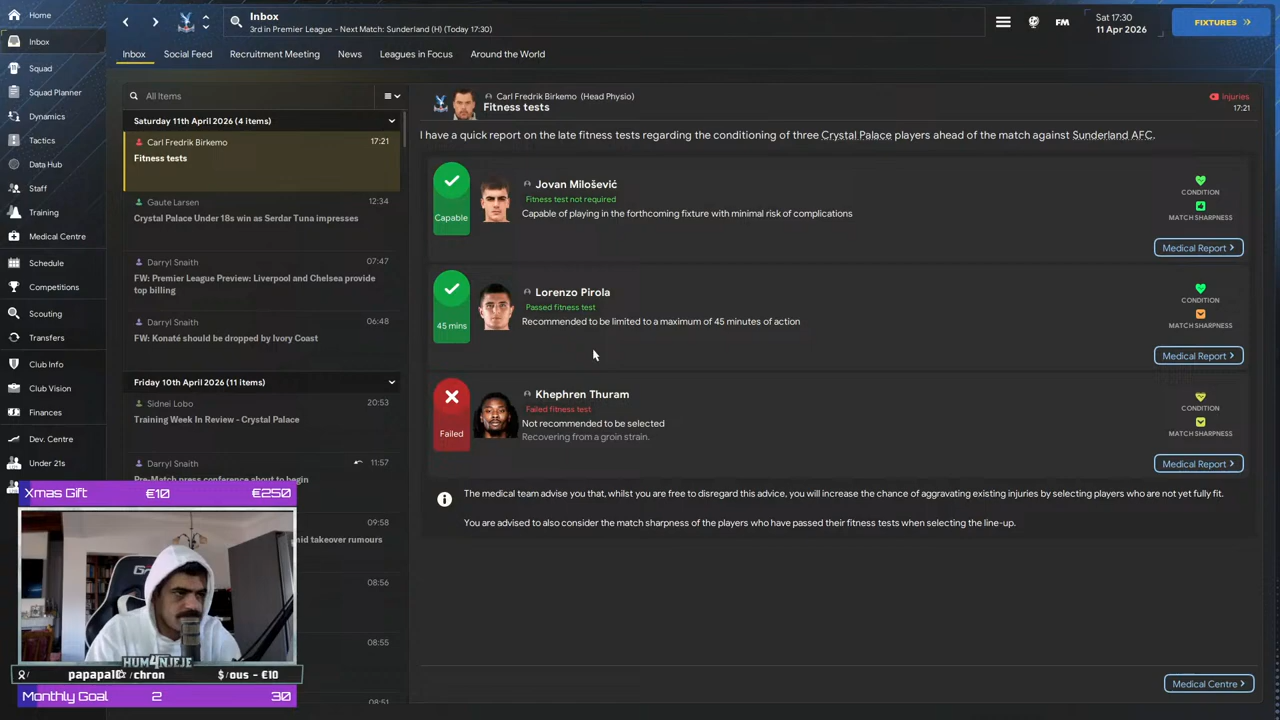 Home
Inbox
Squad
Squad Planner
Dynamics
Tactics
Data Hub
Staff
Training
Medical Centre
Schedule
Competitions
Scouting
Transfers
Club Info
Club Vision
Finances
Dev. Centre
Under 21s
Inbox
3rd in Premier League - Next Match: Sunderland (H) (Today 17:30)
FM
Sat 17:30
11 Apr 2026
FIXTURES
Inbox
Social Feed
Recruitment Meeting
News
Leagues in Focus
Around the World
All Items
Saturday 11th April 2026 (4 items)
Carl Fredrik Birkemo 17:21
Fitness tests
Gaute Larsen 12:34
Crystal Palace Under 18s win as Serdar Tuna impresses
Darryl Snaith 07:47
FW: Premier League Preview: Liverpool and Chelsea provide
top billing
Darryl Snaith 06:48
FW: Konaté should be dropped by Ivory Coast
Friday 10th April 2026 (11 items)
Sidnei Lobo 20:53
Training Week In Review - Crystal Palace
Darryl Snaith 11:57
Pre-Match press conference about to begin
09:58
mid takeover rumours
08:56
08:55
08:51
Carl Fredrik Birkemo (Head Physio)
Fitness tests
Injuries
17:21
I have a quick report on the late fitness tests regarding the conditioning of three Crystal Palace players ahead of the match against Sunderland AFC.
Capable
Jovan Milošević
Fitness test not required
Capable of playing in the forthcoming fixture with minimal risk of complications
CONDITION
MATCH SHARPNESS
Medical Report
45 mins
Lorenzo Pirola
Passed fitness test
Recommended to be limited to a maximum of 45 minutes of action
CONDITION
MATCH SHARPNESS
Medical Report
Failed
Khephren Thuram
Failed fitness test
Not recommended to be selected
Recovering from a groin strain.
CONDITION
MATCH SHARPNESS
Medical Report
The medical team advise you that, whilst you are free to disregard this advice, you will increase the chance of aggravating existing injuries by selecting players who are not yet fully fit.
You are advised to also consider the match sharpness of the players who have passed their fitness tests when selecting the line-up.
Medical Centre
Xmas Gift €10 €250
HUM4NJEJE
Monthly Goal 2 30